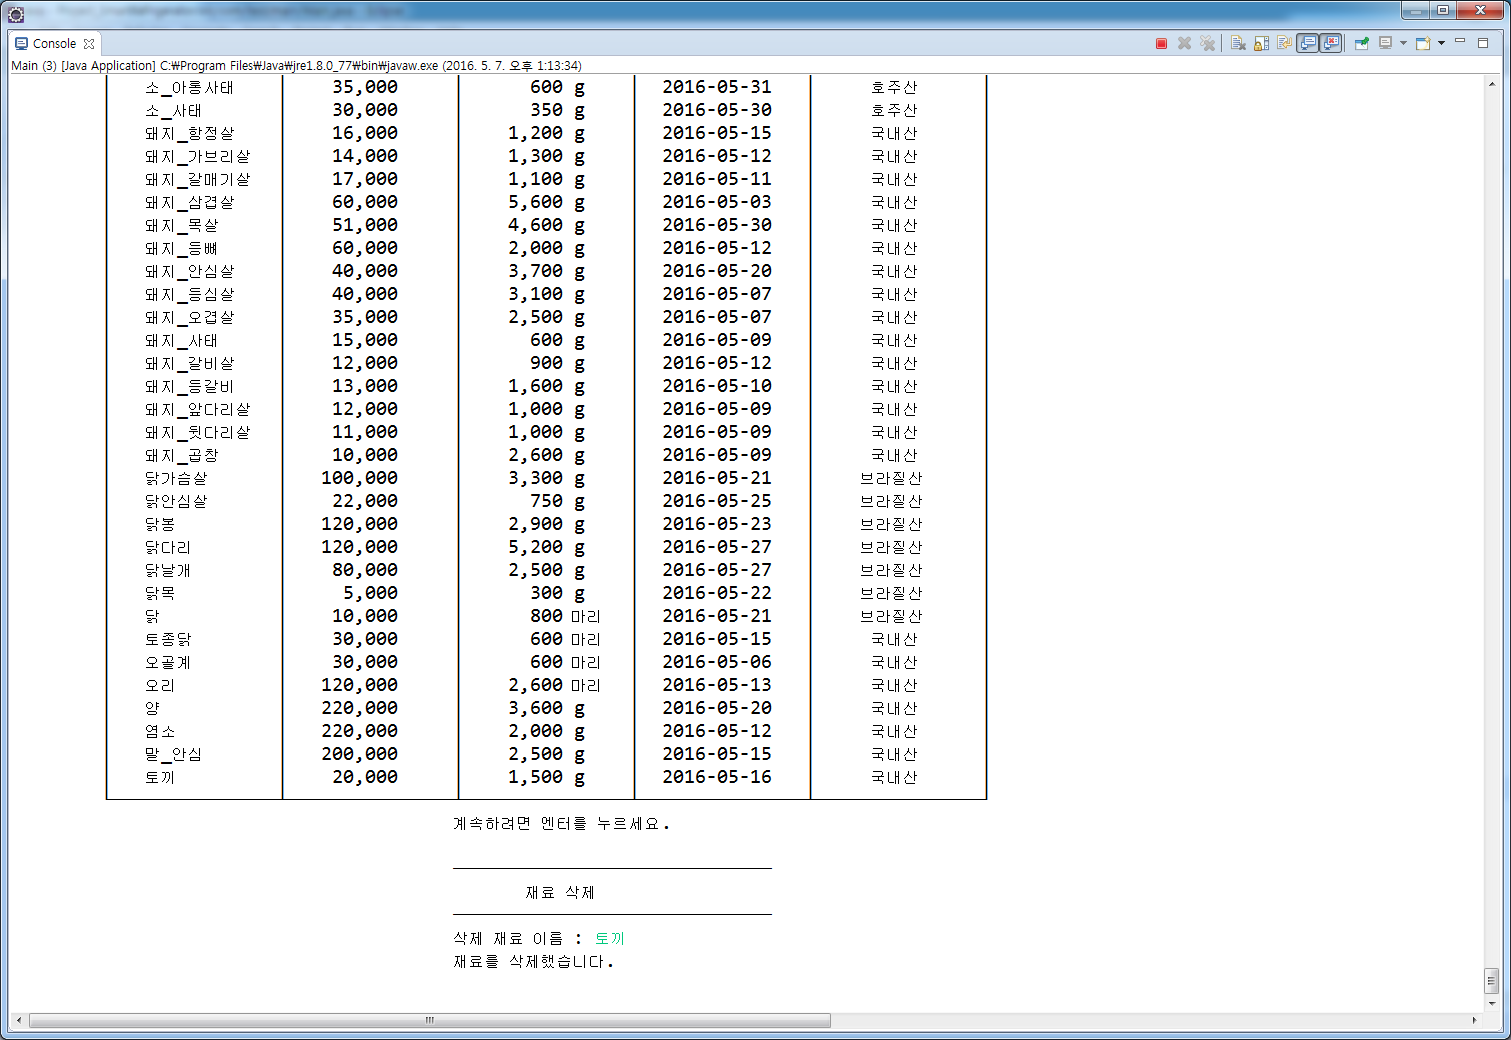 Console
Main (3) [Java Application] C:₩Program Files₩Java₩jre1.8.0_77₩bin₩javaw.exe (2016. 5. 7. 오후 1:13:34)
소_아롱사태 35,000 600 g 2016-05-31 호주산
소_사태 30,000 350 g 2016-05-30 호주산
돼지_항정살 16,000 1,200 g 2016-05-15 국내산
돼지_가브리살 14,000 1,300 g 2016-05-12 국내산
돼지_갈매기살 17,000 1,100 g 2016-05-11 국내산
돼지_삼겹살 60,000 5,600 g 2016-05-03 국내산
돼지_목살 51,000 4,600 g 2016-05-30 국내산
돼지_등뼈 60,000 2,000 g 2016-05-12 국내산
돼지_안심살 40,000 3,700 g 2016-05-20 국내산
돼지_등심살 40,000 3,100 g 2016-05-07 국내산
돼지_오겹살 35,000 2,500 g 2016-05-07 국내산
돼지_사태 15,000 600 g 2016-05-09 국내산
돼지_갈비살 12,000 900 g 2016-05-12 국내산
돼지_등갈비 13,000 1,600 g 2016-05-10 국내산
돼지_앞다리살 12,000 1,000 g 2016-05-09 국내산
돼지_뒷다리살 11,000 1,000 g 2016-05-09 국내산
돼지_곱창 10,000 2,600 g 2016-05-09 국내산
닭가슴살 100,000 3,300 g 2016-05-21 브라질산
닭안심살 22,000 750 g 2016-05-25 브라질산
닭봉 120,000 2,900 g 2016-05-23 브라질산
닭다리 120,000 5,200 g 2016-05-27 브라질산
닭날개 80,000 2,500 g 2016-05-27 브라질산
닭목 5,000 300 g 2016-05-22 브라질산
닭 10,000 800 마리 2016-05-21 브라질산
토종닭 30,000 600 마리 2016-05-15 국내산
오골계 30,000 600 마리 2016-05-06 국내산
오리 120,000 2,600 마리 2016-05-13 국내산
양 220,000 3,600 g 2016-05-20 국내산
염소 220,000 2,000 g 2016-05-12 국내산
말_안심 200,000 2,500 g 2016-05-15 국내산
토끼 20,000 1,500 g 2016-05-16 국내산
계속하려면 엔터를 누르세요.
재료 삭제
삭제 재료 이름 : 토끼
재료를 삭제했습니다.